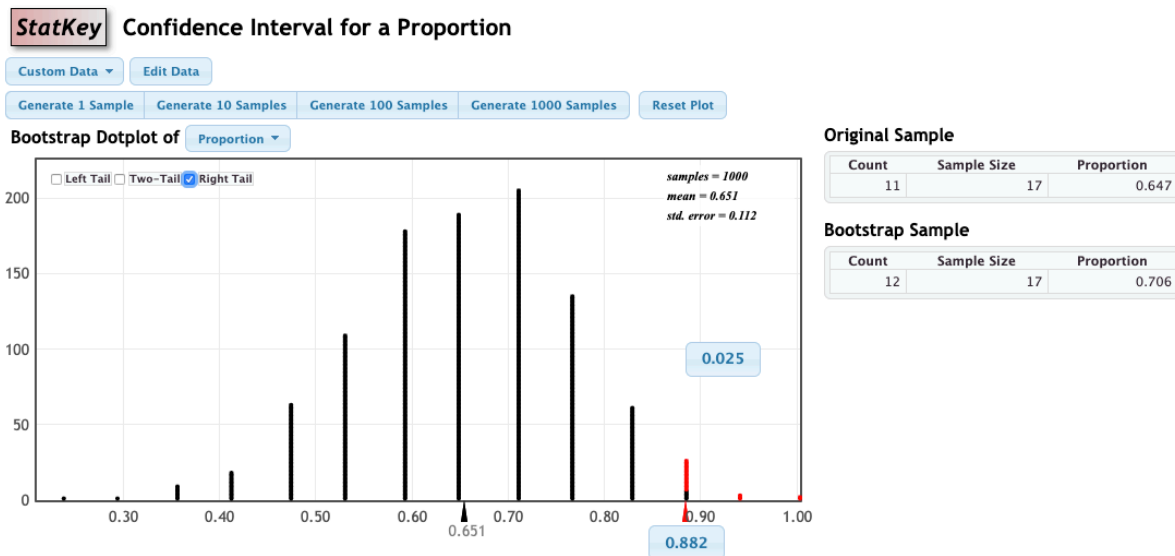 StatKey Confidence Interval for a Proportion
Custom Data Edit Data
Generate 1 Sample Generate 10 Samples Generate 100 Samples Generate 1000 Samples Reset Plot
Bootstrap Dotplot of Proportion
Left Tail Two-Tail Right Tail
samples = 1000
mean = 0.651
std. error = 0.112
200
150
100
50
0
0.025
0.30 0.40 0.50 0.60 0.70 0.80 0.90 1.00
0.651
0.882
Original Sample
Count Sample Size Proportion
11 17 0.647
Bootstrap Sample
Count Sample Size Proportion
12 17 0.706